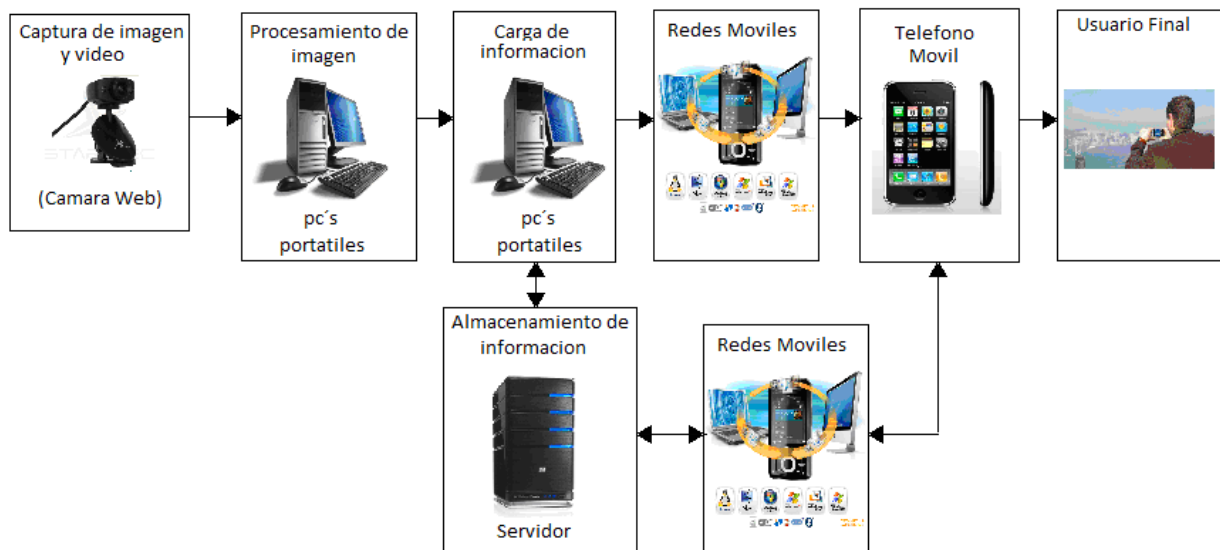 Captura de imagen
y video
(Camara Web)
Procesamiento de
imagen
pc´s
portatiles
Carga de
informacion
pc´s
portatiles
Redes Moviles
Telefono
Movil
Usuario Final
Almacenamiento de
informacion
Servidor
Redes Moviles